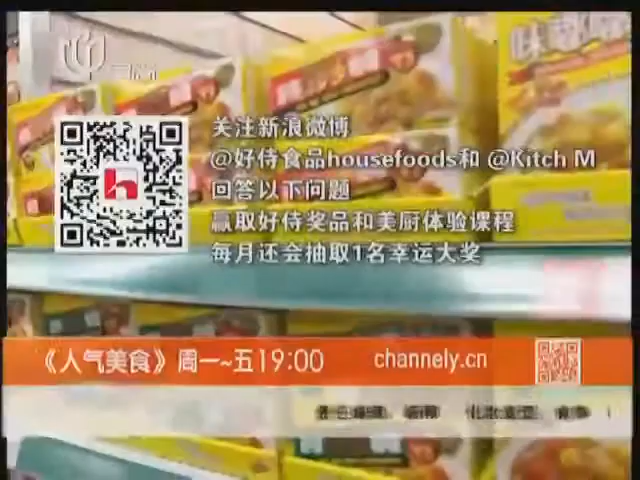 关注新浪微博
@好侍食品housefoods和 @Kitch M
回答以下问题
赢取好侍奖品和美厨体验课程
每月还会抽取1名幸运大奖
《人气美食》周一~五19:00 channely.cn